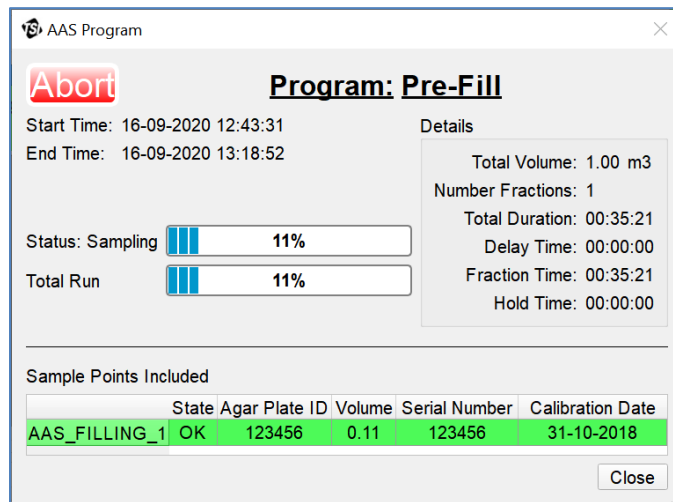 TSI AAS Program
Abort
Program: Pre-Fill
Start Time: 16-09-2020 12:43:31
End Time: 16-09-2020 13:18:52
Status: Sampling 11%
Total Run 11%
Details
Total Volume: 1.00 m3
Number Fractions: 1
Total Duration: 00:35:21
Delay Time: 00:00:00
Fraction Time: 00:35:21
Hold Time: 00:00:00
Sample Points Included
State Agar Plate ID Volume Serial Number Calibration Date
AAS_FILLING_1 OK 123456 0.11 123456 31-10-2018
Close